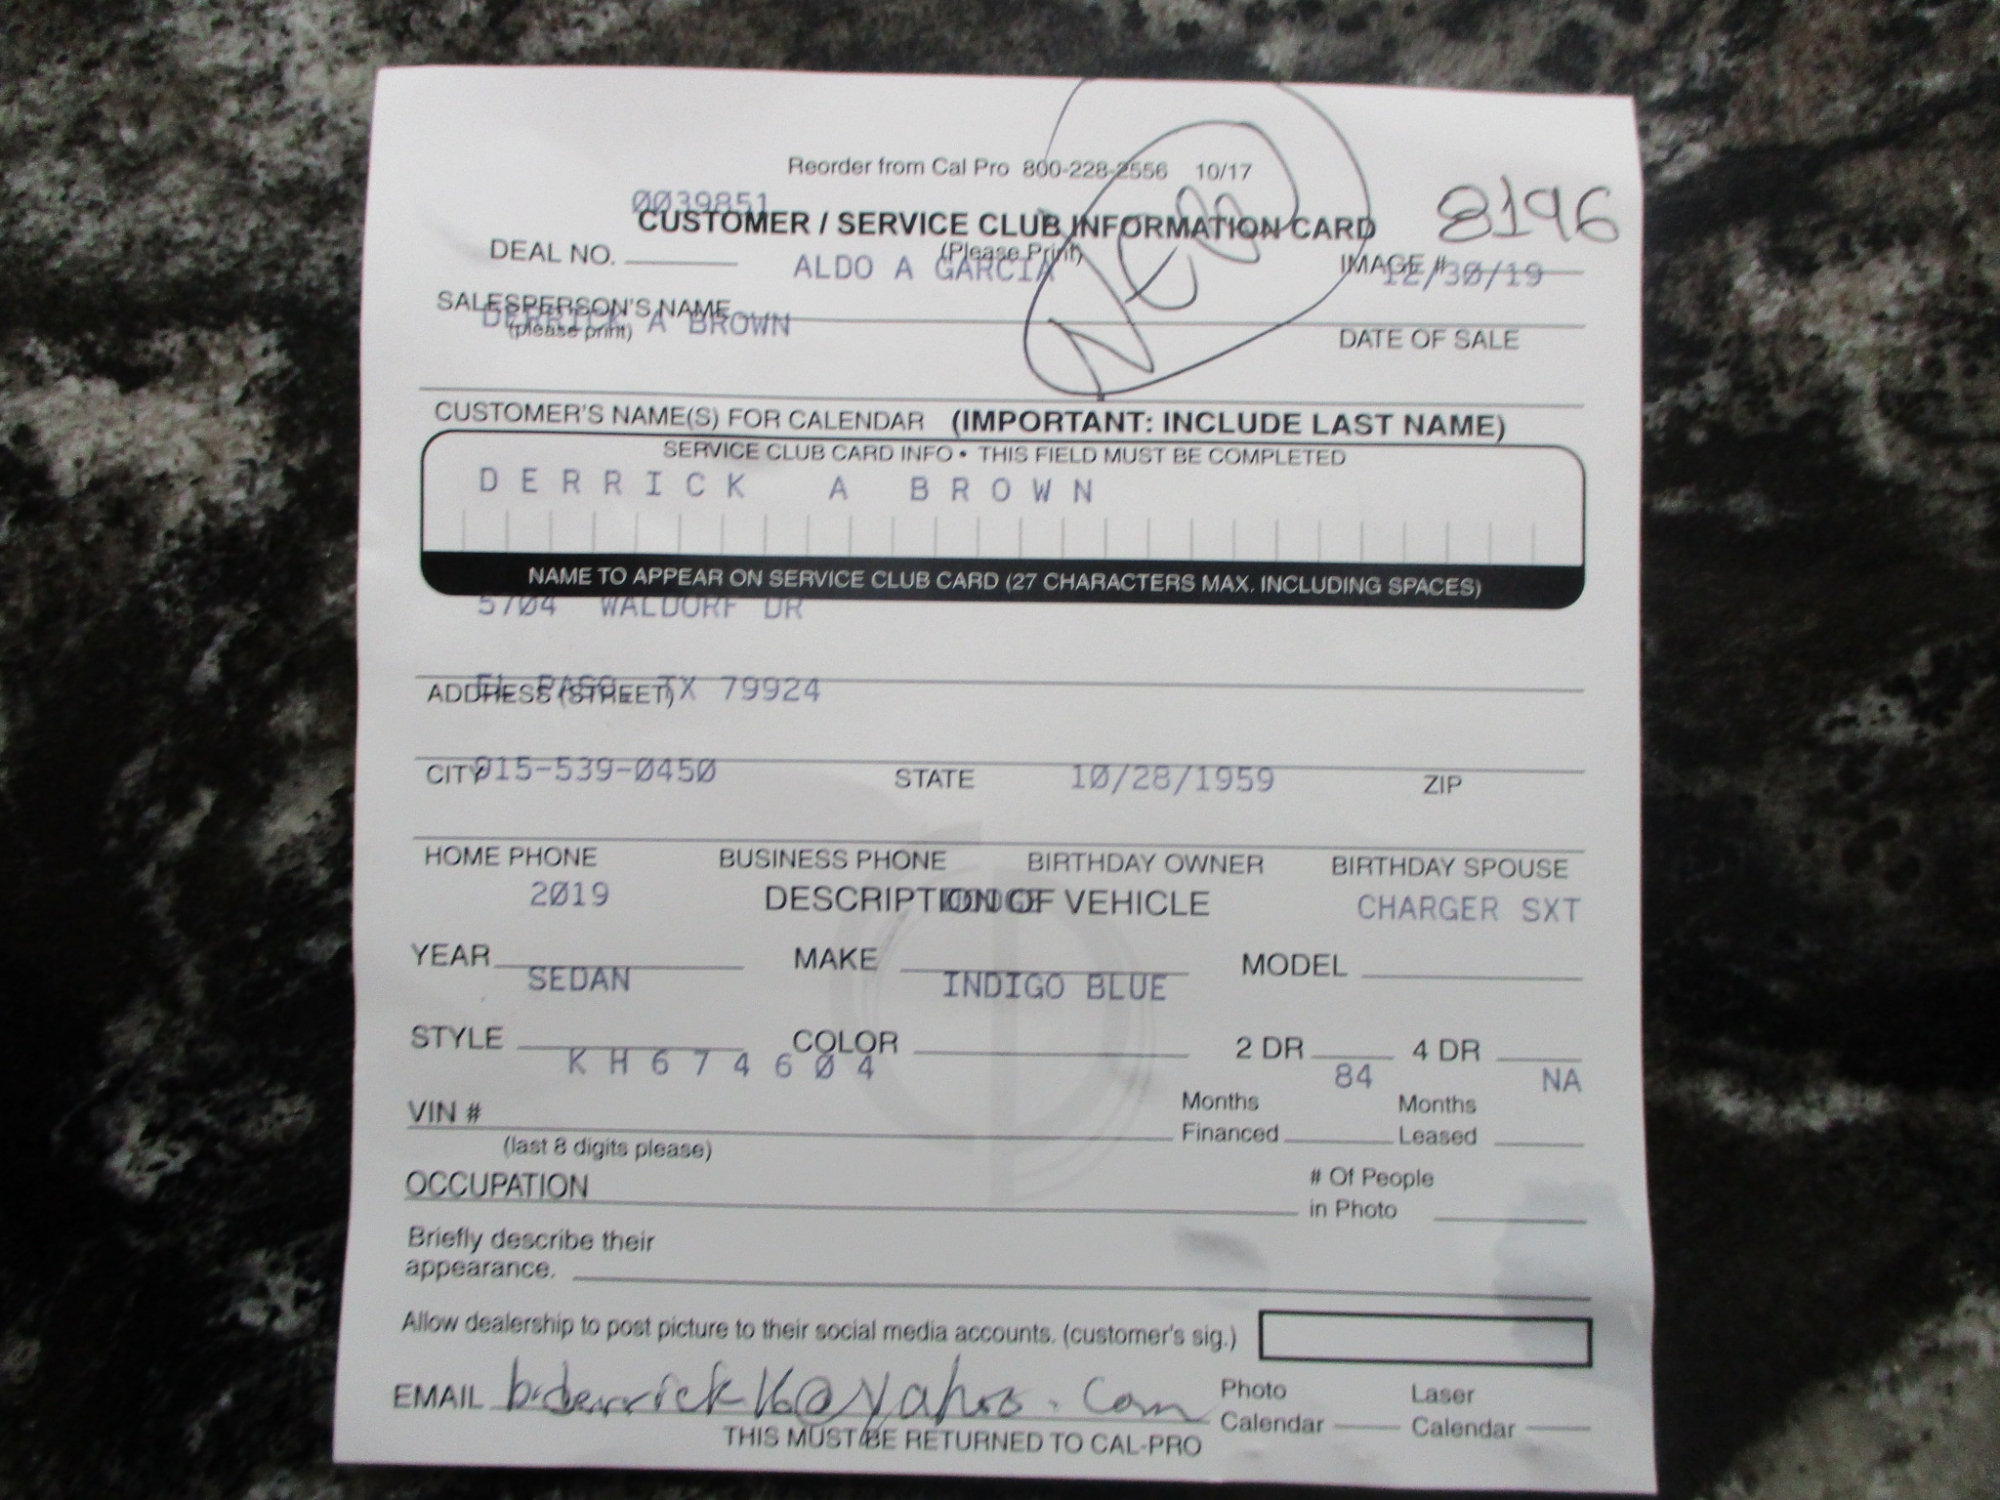 Reorder from Cal Pro 800-228-2556 10/17
0039851
8196
CUSTOMER / SERVICE CLUB INFORMATION CARD
(Please Print)
DEAL NO.
ALDO A GARCIA
IMAGE #
12/30/19
SALESPERSON'S NAME
(please print)
DERRICK A BROWN
DATE OF SALE
CUSTOMER'S NAME(S) FOR CALENDAR (IMPORTANT: INCLUDE LAST NAME)
SERVICE CLUB CARD INFO • THIS FIELD MUST BE COMPLETED
DERRICK A BROWN
NAME TO APPEAR ON SERVICE CLUB CARD (27 CHARACTERS MAX. INCLUDING SPACES)
5704 WALDORF DR
EL PASO, TX 79924
ADDRESS (STREET)
915-539-0450 10/28/1959
CITY STATE ZIP
HOME PHONE BUSINESS PHONE BIRTHDAY OWNER BIRTHDAY SPOUSE
2019 DESCRIPTION OF VEHICLE CHARGER SXT
YEAR MAKE MODEL
SEDAN INDIGO BLUE
STYLE COLOR 2 DR 4 DR
KH674604 84 NA
VIN # Months Financed Months Leased
(last 8 digits please)
OCCUPATION # Of People in Photo
Briefly describe their
appearance.
Allow dealership to post picture to their social media accounts. (customer's sig.)
EMAIL bderrick16@yahoo.com Photo Calendar Laser Calendar
THIS MUST BE RETURNED TO CAL-PRO